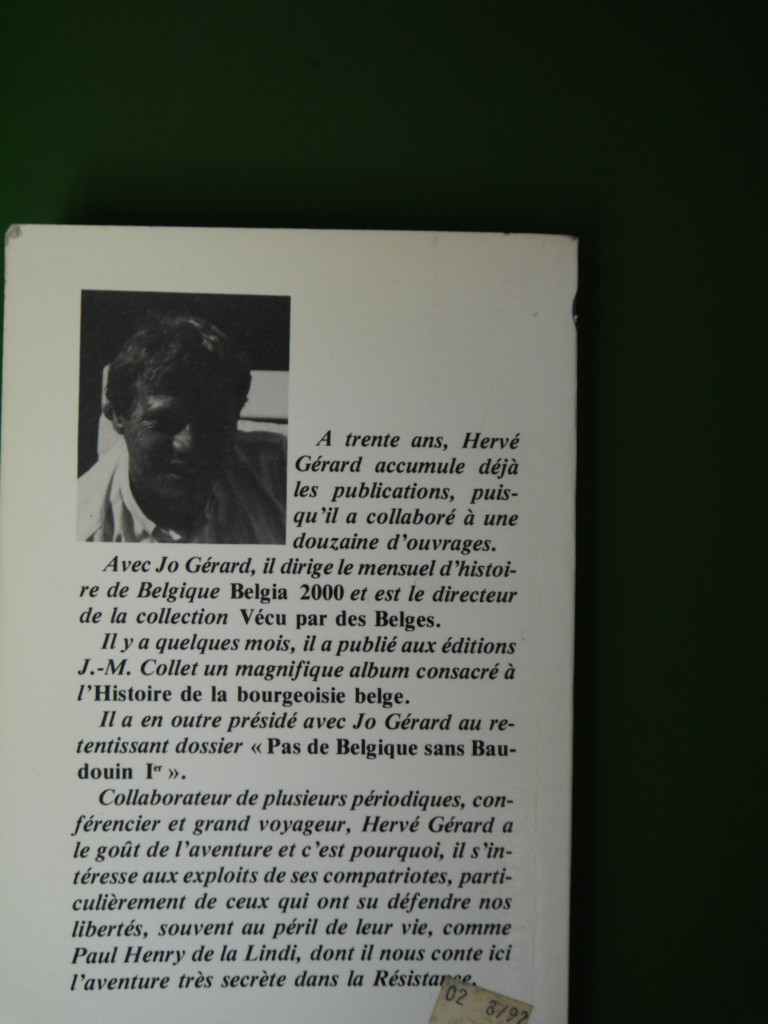 A trente ans, Hervé
Gérard accumule déjà
les publications, puis-
qu'il a collaboré à une
douzaine d'ouvrages.
Avec Jo Gérard, il dirige le mensuel d'histoi-
re de Belgique Belgia 2000 et est le directeur
de la collection Vécu par des Belges.
Il y a quelques mois, il a publié aux éditions
J.-M. Collet un magnifique album consacré à
l'Histoire de la bourgeoisie belge.
Il a en outre présidé avec Jo Gérard au re-
tentissant dossier « Pas de Belgique sans Bau-
douin Ier ».
Collaborateur de plusieurs périodiques, con-
férencier et grand voyageur, Hervé Gérard a
le goût de l'aventure et c'est pourquoi, il s'in-
téresse aux exploits de ses compatriotes, parti-
culièrement de ceux qui ont su défendre nos
libertés, souvent au péril de leur vie, comme
Paul Henry de la Lindi, dont il nous conte ici
l'aventure très secrète dans la Résistance.
02 8/92